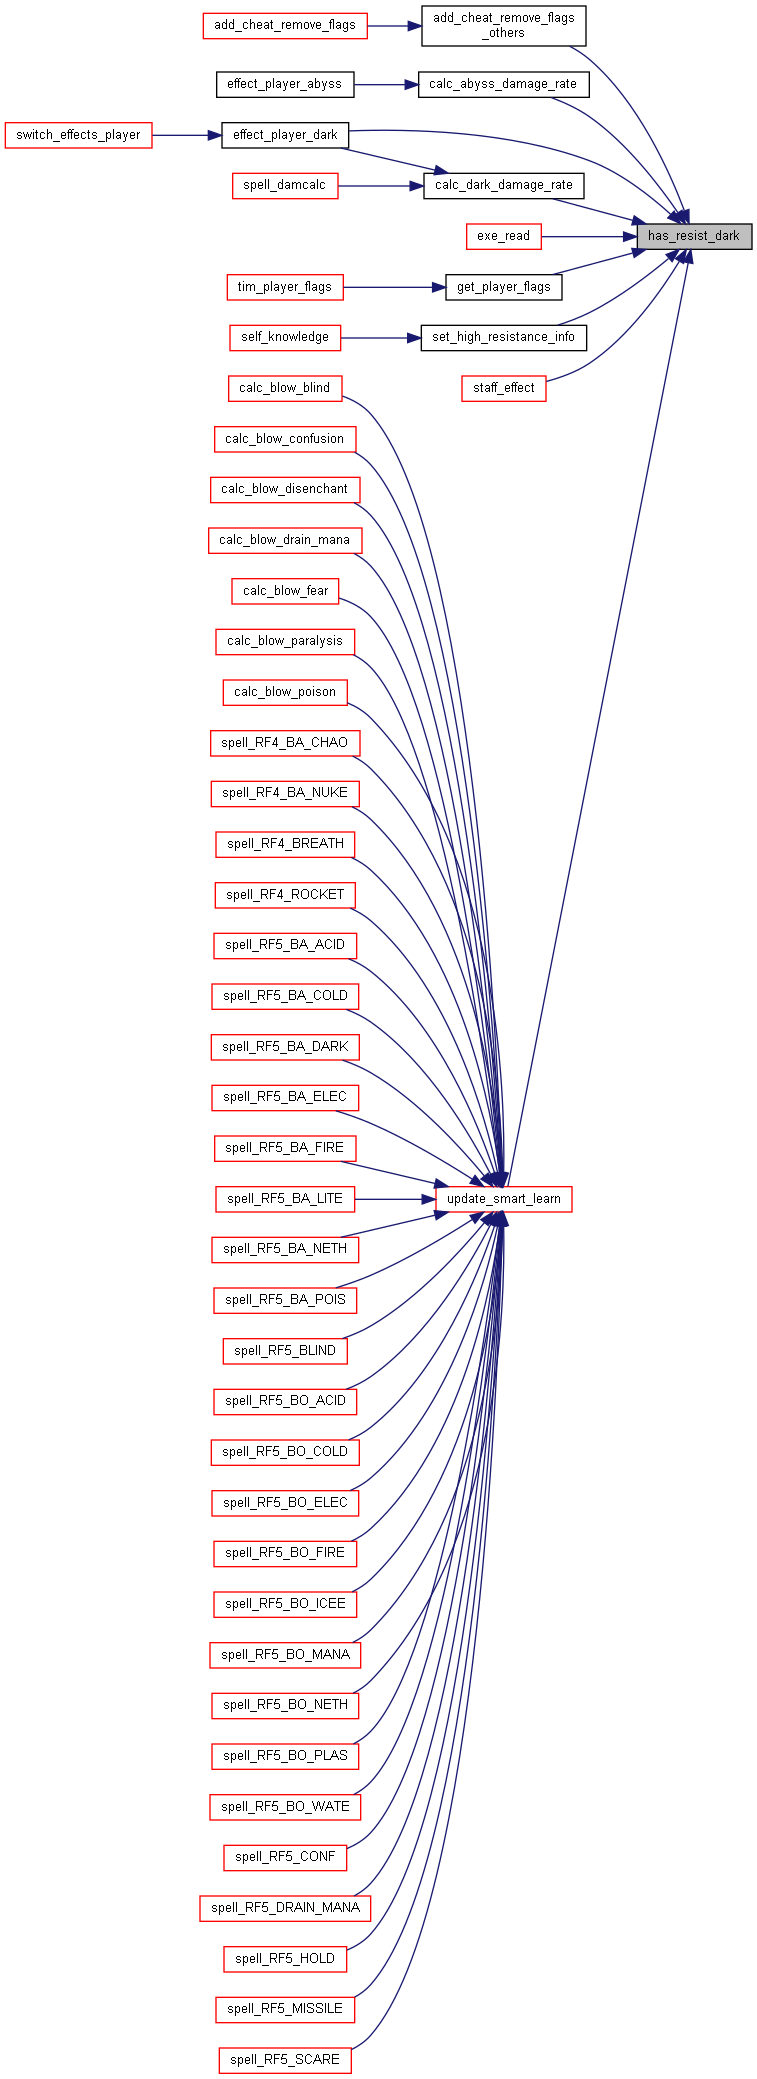 add_cheat_remove_flags
add_cheat_remove_flags
_others
effect_player_abyss
calc_abyss_damage_rate
switch_effects_player
effect_player_dark
spell_damcalc
calc_dark_damage_rate
exe_read
has_resist_dark
tim_player_flags
get_player_flags
self_knowledge
set_high_resistance_info
calc_blow_blind
staff_effect
calc_blow_confusion
calc_blow_disenchant
calc_blow_drain_mana
calc_blow_fear
calc_blow_paralysis
calc_blow_poison
spell_RF4_BA_CHAO
spell_RF4_BA_NUKE
spell_RF4_BREATH
spell_RF4_ROCKET
spell_RF5_BA_ACID
spell_RF5_BA_COLD
spell_RF5_BA_DARK
spell_RF5_BA_ELEC
spell_RF5_BA_FIRE
spell_RF5_BA_LITE
update_smart_learn
spell_RF5_BA_NETH
spell_RF5_BA_POIS
spell_RF5_BLIND
spell_RF5_BO_ACID
spell_RF5_BO_COLD
spell_RF5_BO_ELEC
spell_RF5_BO_FIRE
spell_RF5_BO_ICEE
spell_RF5_BO_MANA
spell_RF5_BO_NETH
spell_RF5_BO_PLAS
spell_RF5_BO_WATE
spell_RF5_CONF
spell_RF5_DRAIN_MANA
spell_RF5_HOLD
spell_RF5_MISSILE
spell_RF5_SCARE